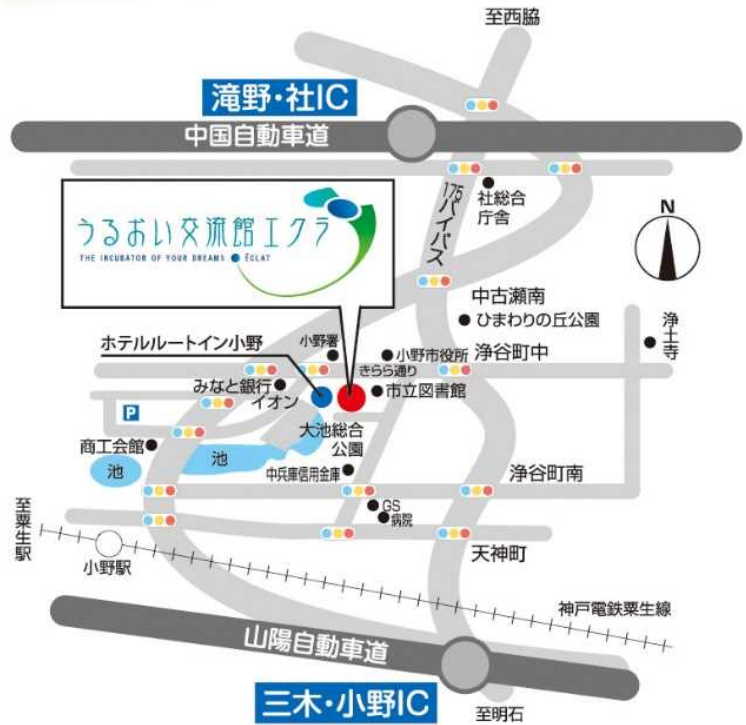 至西脇
滝野・社IC
中国自動車道
175バイパス
社総合
庁舎
うるおい交流館エクラ
THE INCUBATOR OF YOUR DREAMS ● ÉCLAT
N
中古瀬南
ひまわりの丘公園
浄土寺
ホテルルートイン小野
小野署
小野市役所
浄谷町中
きらら通り
みなと銀行
イオン
市立図書館
P
大池総合
公園
商工会館
池
池
中兵庫信用金庫
浄谷町南
GS
病院
至粟生駅
小野駅
天神町
神戸電鉄粟生線
山陽自動車道
三木・小野IC
至明石